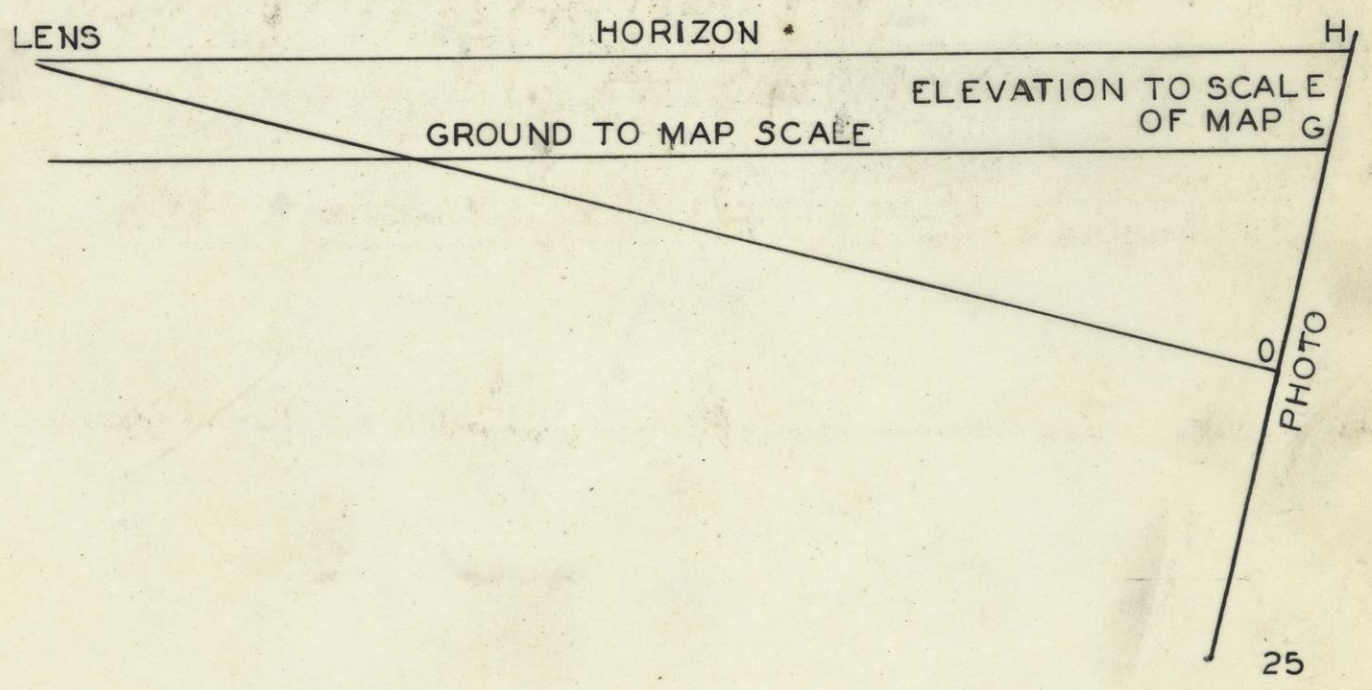 LENS
HORIZON
H
ELEVATION TO SCALE
OF MAP
G
GROUND TO MAP SCALE
O
PHOTO
25